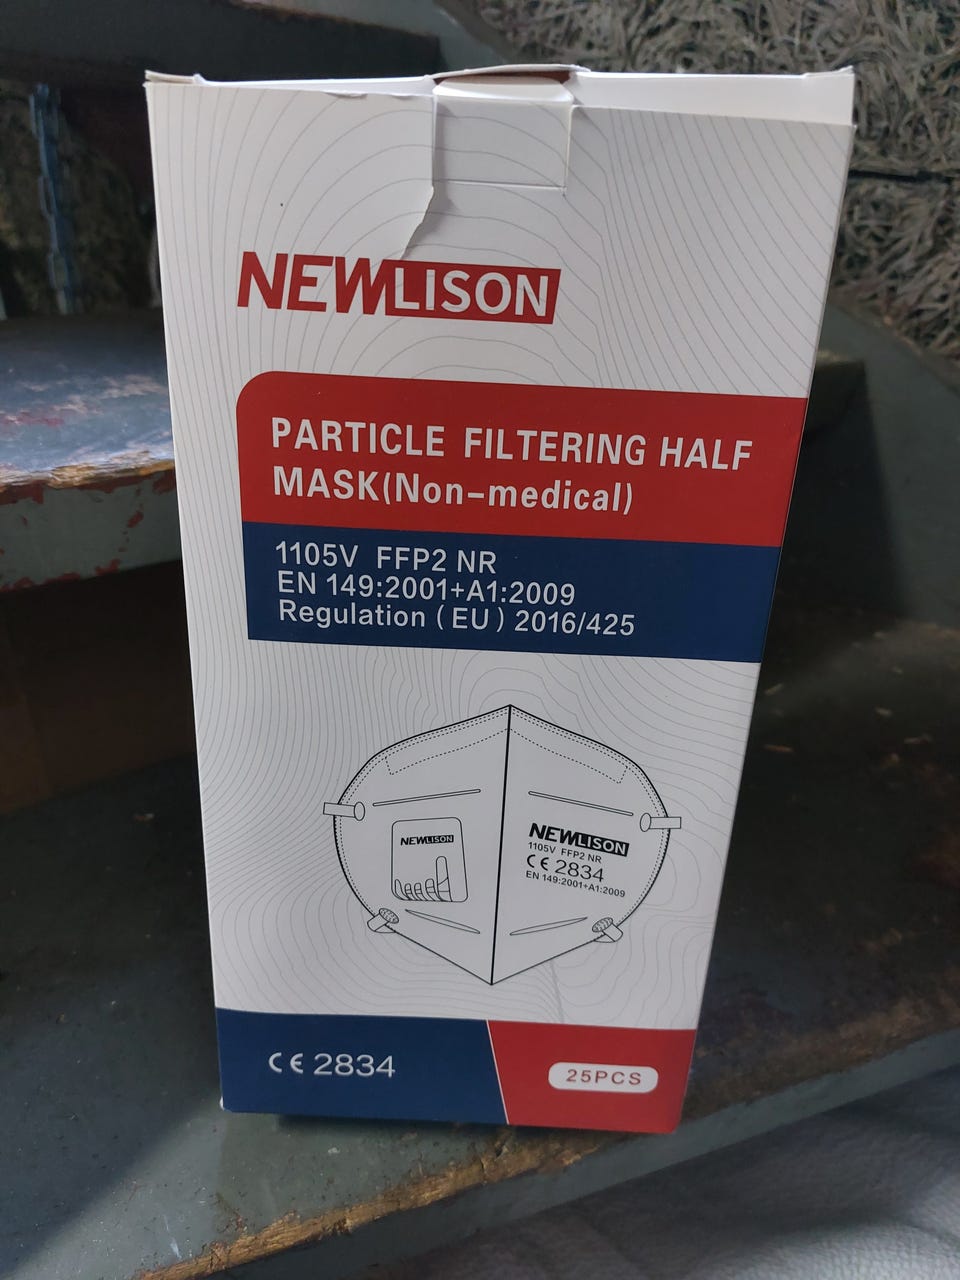 NEWLISON
PARTICLE FILTERING HALF
MASK(Non-medical)
1105V FFP2 NR
EN 149:2001+A1:2009
Regulation (EU) 2016/425
NEWLISON
NEWLISON
1105V FFP2 NR
CE 2834
EN 149:2001+A1:2009
CE 2834
25PCS